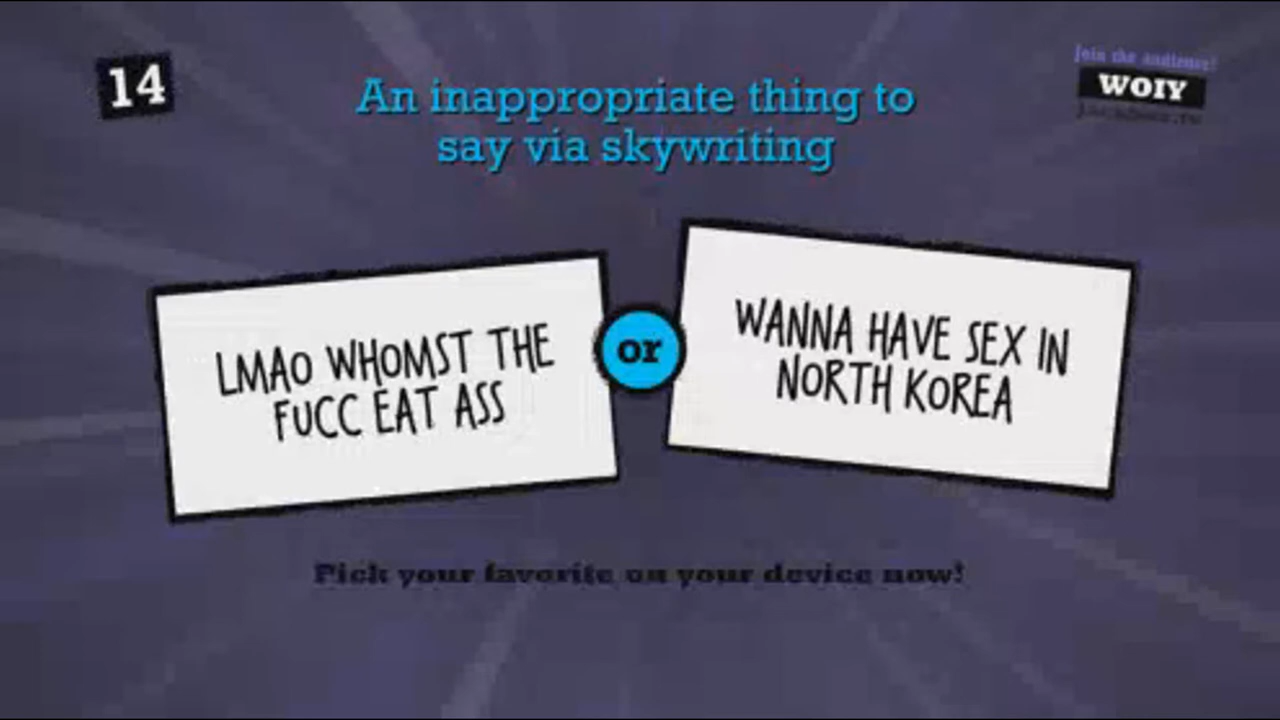 14
An inappropriate thing to
say via skywriting
Join the audience!
WOIY
LMAO WHOMST THE
FUCC EAT ASS
or
WANNA HAVE SEX IN
NORTH KOREA
Pick your favorite on your device now!